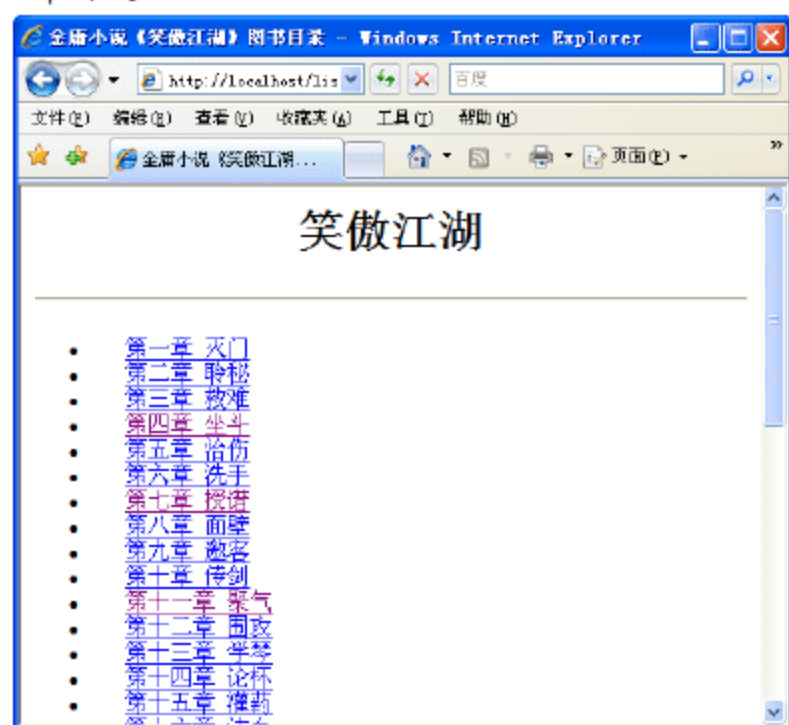 金庸小说《笑傲江湖》图书目录 - Windows Internet Explorer
http://localhost/lis
百度
文件(F) 编辑(E) 查看(V) 收藏夹(A) 工具(T) 帮助(H)
金庸小说《笑傲江湖... 页面(P)
笑傲江湖
第一章 灭门
第二章 聆秘
第三章 救难
第四章 坐斗
第五章 治伤
第六章 洗手
第七章 授谱
第八章 面壁
第九章 邀客
第十章 传剑
第十一章 聚气
第十二章 围攻
第十三章 学琴
第十四章 论杯
第十五章 灌药